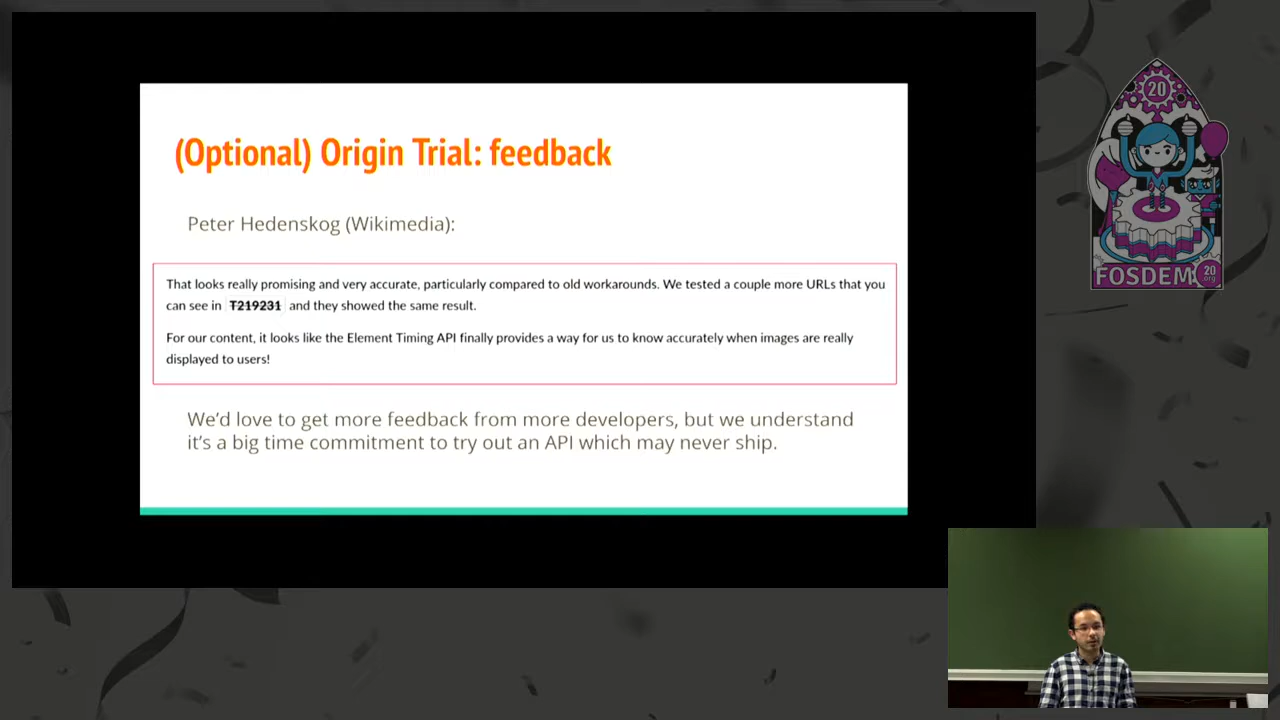 (Optional) Origin Trial: feedback
Peter Hedenskog (Wikimedia):
That looks really promising and very accurate, particularly compared to old workarounds. We tested a couple more URLs that you
can see in T219231 and they showed the same result.
For our content, it looks like the Element Timing API finally provides a way for us to know accurately when images are really
displayed to users!
We'd love to get more feedback from more developers, but we understand
it's a big time commitment to try out an API which may never ship.
20
FOSDEM 20
.org